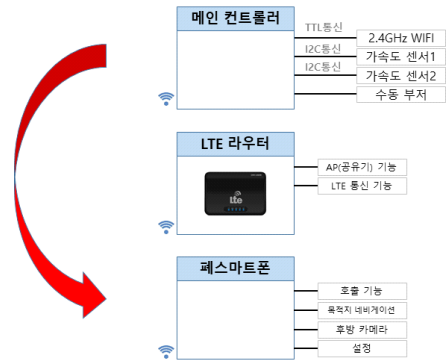 메인 컨트롤러
TTL통신
2.4GHz WIFI
I2C통신
가속도 센서1
I2C통신
가속도 센서2
수동 부저
LTE 라우터
lte
AP(공유기) 기능
LTE 통신 기능
폐스마트폰
호출 기능
목적지 네비게이션
후방 카메라
설정